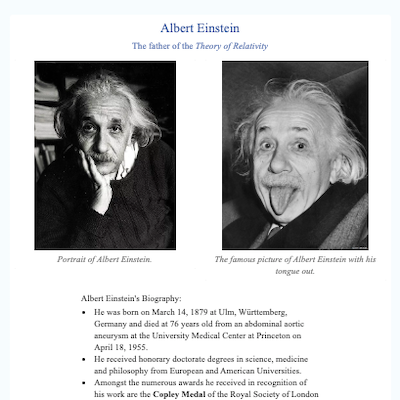 Albert Einstein
The father of the Theory of Relativity
Portrait of Albert Einstein.
The famous picture of Albert Einstein with his
tongue out.
Albert Einstein's Biography:
• He was born on March 14, 1879 at Ulm, Württemberg,
Germany and died at 76 years old from an abdominal aortic
aneurysm at the University Medical Center at Princeton on
April 18, 1955.
• He received honorary doctorate degrees in science, medicine
and philosophy from European and American Universities.
• Amongst the numerous awards he received in recognition of
his work are the Copley Medal of the Royal Society of London